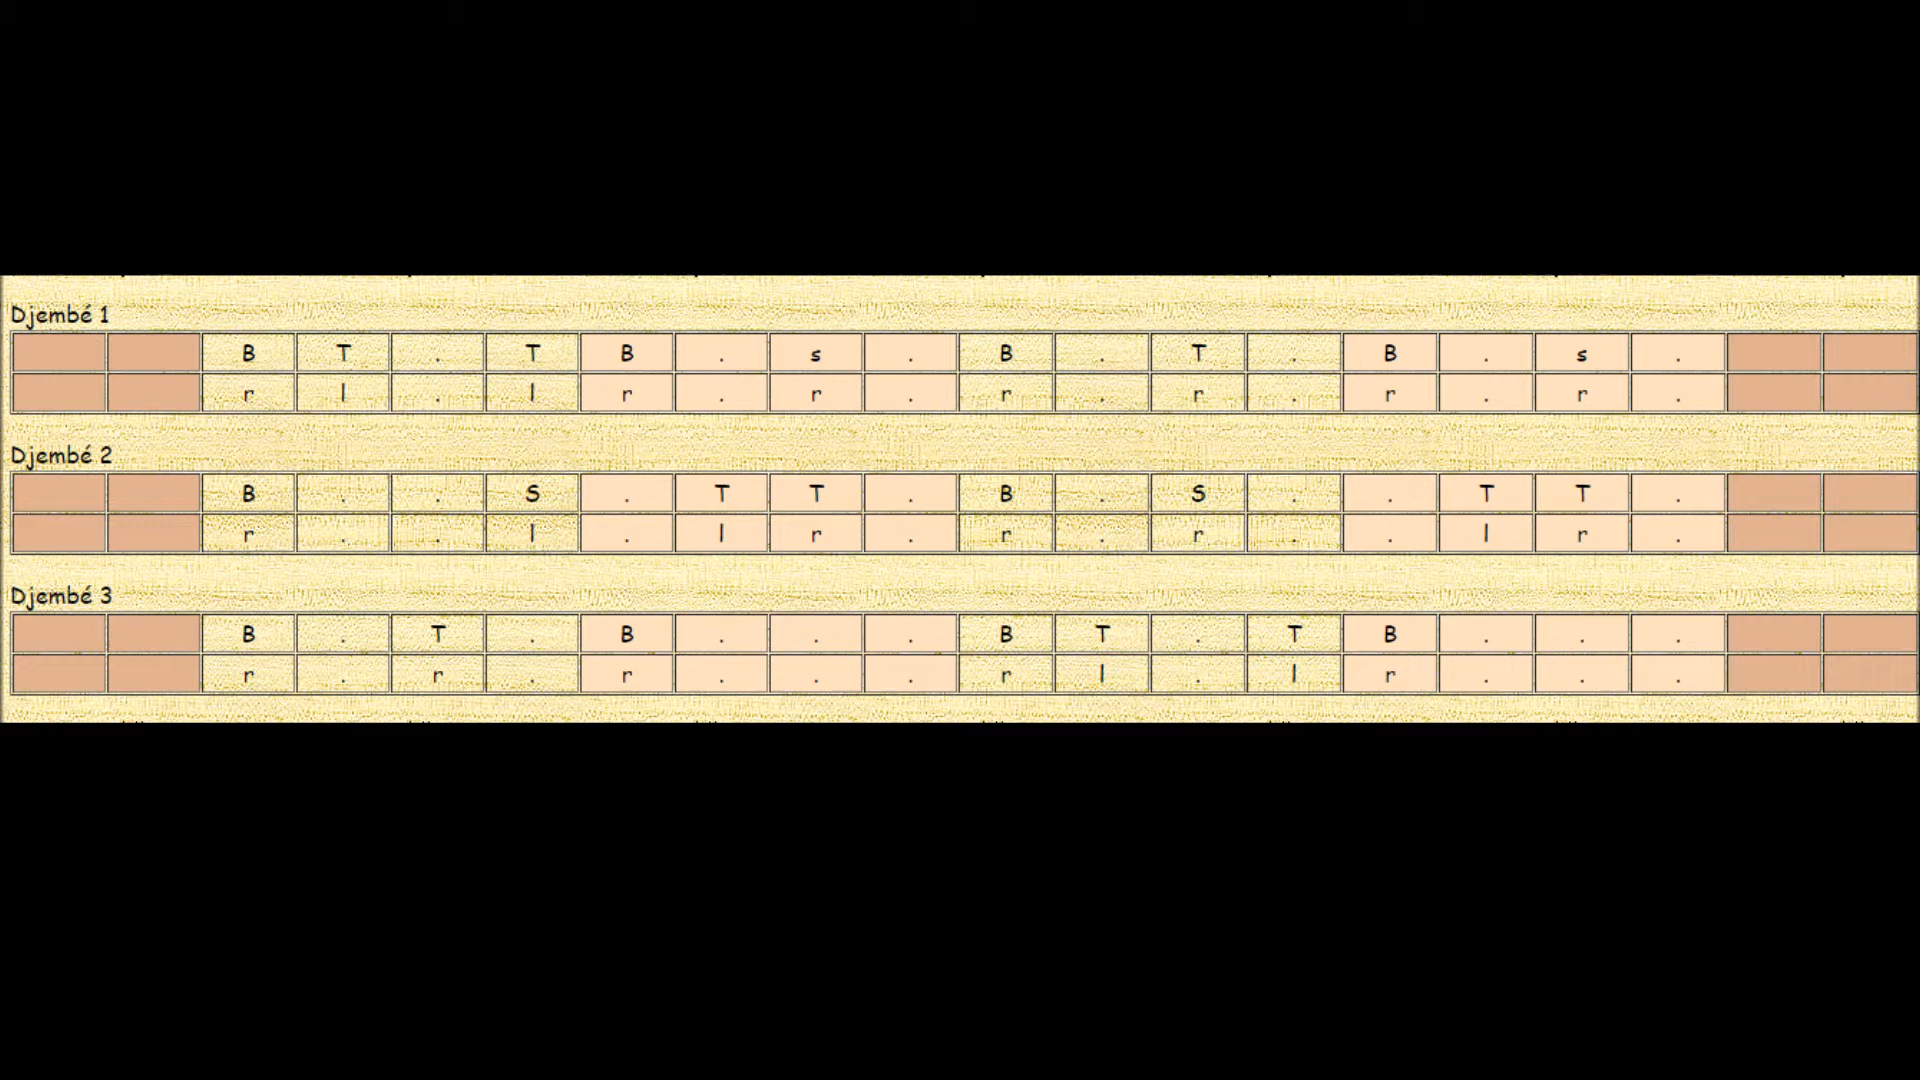 Djembé 1
B T . T B . s . B . T . B . s .
r l . l r . r . r . r . r . r .
Djembé 2
B . . S . T T . B . S . . T T .
r . . l . l r . r . r . . l r .
Djembé 3
B . T . B . . . B T . T B . . .
r . r . r . . . r l . l r . . .